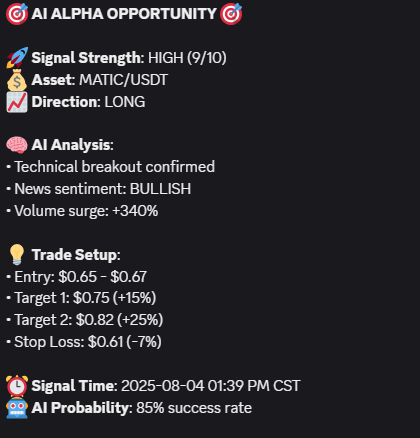 🎯 AI ALPHA OPPORTUNITY 🎯
🚀 Signal Strength: HIGH (9/10)
💰 Asset: MATIC/USDT
📈 Direction: LONG
🧠 AI Analysis:
• Technical breakout confirmed
• News sentiment: BULLISH
• Volume surge: +340%
💡 Trade Setup:
• Entry: $0.65 - $0.67
• Target 1: $0.75 (+15%)
• Target 2: $0.82 (+25%)
• Stop Loss: $0.61 (-7%)
⏰ Signal Time: 2025-08-04 01:39 PM CST
🤖 AI Probability: 85% success rate